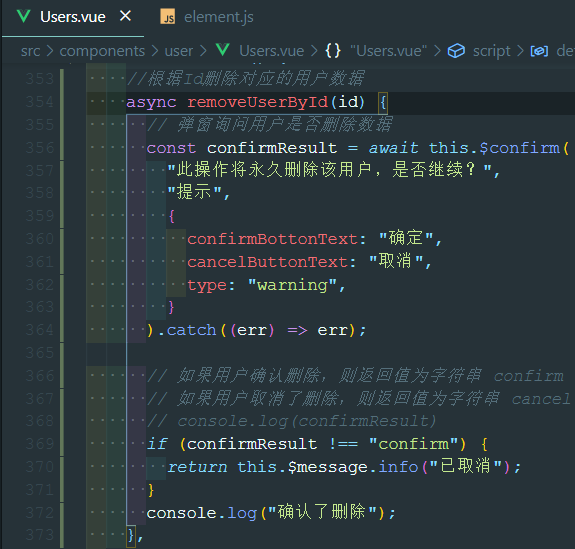 Users.vue ×
JS element.js
src > components > user > Users.vue > {} "Users.vue" > script > de
353 //根据Id删除对应的用户数据
354 async removeUserById(id) {
355 // 弹窗询问用户是否删除数据
356 const confirmResult = await this.$confirm(
357 "此操作将永久删除该用户，是否继续？",
358 "提示",
359 {
360 confirmBottonText: "确定",
361 cancelButtonText: "取消",
362 type: "warning",
363 }
364 ).catch((err) => err);
365
366 // 如果用户确认删除，则返回值为字符串 confirm
367 // 如果用户取消了删除，则返回值为字符串 cancel
368 // console.log(confirmResult)
369 if (confirmResult !== "confirm") {
370 return this.$message.info("已取消");
371 }
372 console.log("确认了删除");
373 },